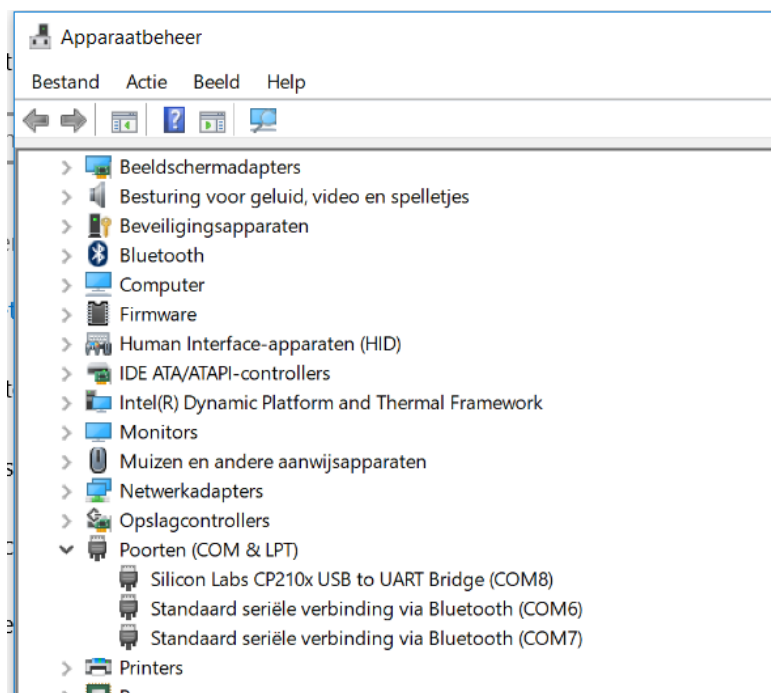 Apparaatbeheer
Bestand Actie Beeld Help
Beeldschermadapters
Besturing voor geluid, video en spelletjes
Beveiligingsapparaten
Bluetooth
Computer
Firmware
Human Interface-apparaten (HID)
IDE ATA/ATAPI-controllers
Intel(R) Dynamic Platform and Thermal Framework
Monitors
Muizen en andere aanwijsapparaten
Netwerkadapters
Opslagcontrollers
Poorten (COM & LPT)
Silicon Labs CP210x USB to UART Bridge (COM8)
Standaard seriële verbinding via Bluetooth (COM6)
Standaard seriële verbinding via Bluetooth (COM7)
Printers